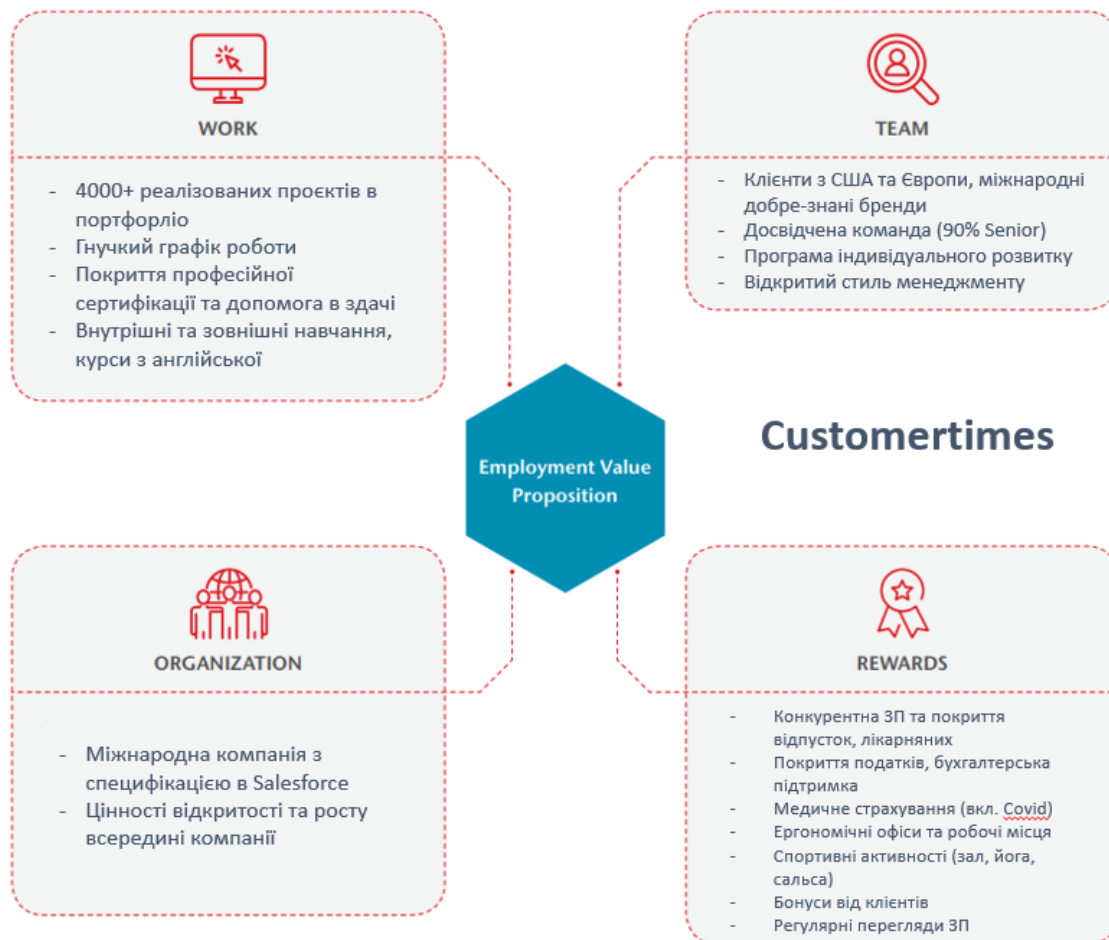 WORK
- 4000+ реалізованих проєктів в
портфорліо
- Гнучкий графік роботи
- Покриття професійної
сертифікації та допомога в здачі
- Внутрішні та зовнішні навчання,
курси з англійської
TEAM
- Клієнти з США та Європи, міжнародні
добре-знані бренди
- Досвідчена команда (90% Senior)
- Програма індивідуального розвитку
- Відкритий стиль менеджменту
Employment Value
Proposition
Customertimes
ORGANIZATION
- Міжнародна компанія з
специфікацією в Salesforce
- Цінності відкритості та росту
всередині компанії
REWARDS
- Конкурентна ЗП та покриття
відпусток, лікарняних
- Покриття податків, бухгалтерська
підтримка
- Медичне страхування (вкл. Covid)
- Ергономічні офіси та робочі місця
- Спортивні активності (зал, йога,
сальса)
- Бонуси від клієнтів
- Регулярні перегляди ЗП